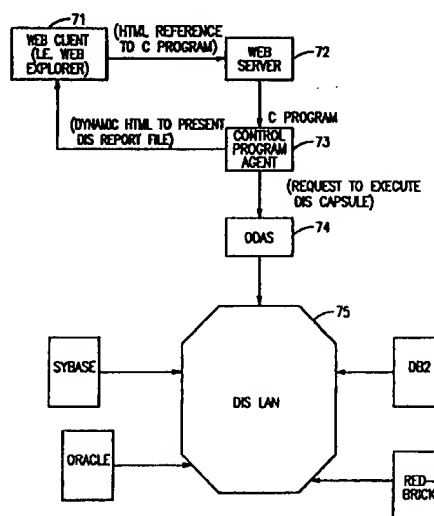 71
WEB CLIENT
(I.E. WEB
EXPLORER)
(HTML REFERENCE
TO C PROGRAM)
WEB
SERVER
72
C PROGRAM
(DYNAMIC HTML TO PRESENT
DIS REPORT FILE)
CONTROL
PROGRAM
AGENT
73
(REQUEST TO EXECUTE
DIS CAPSULE)
ODAS
74
75
SYBASE
DIS LAN
DB2
ORACLE
RED-
BRICK